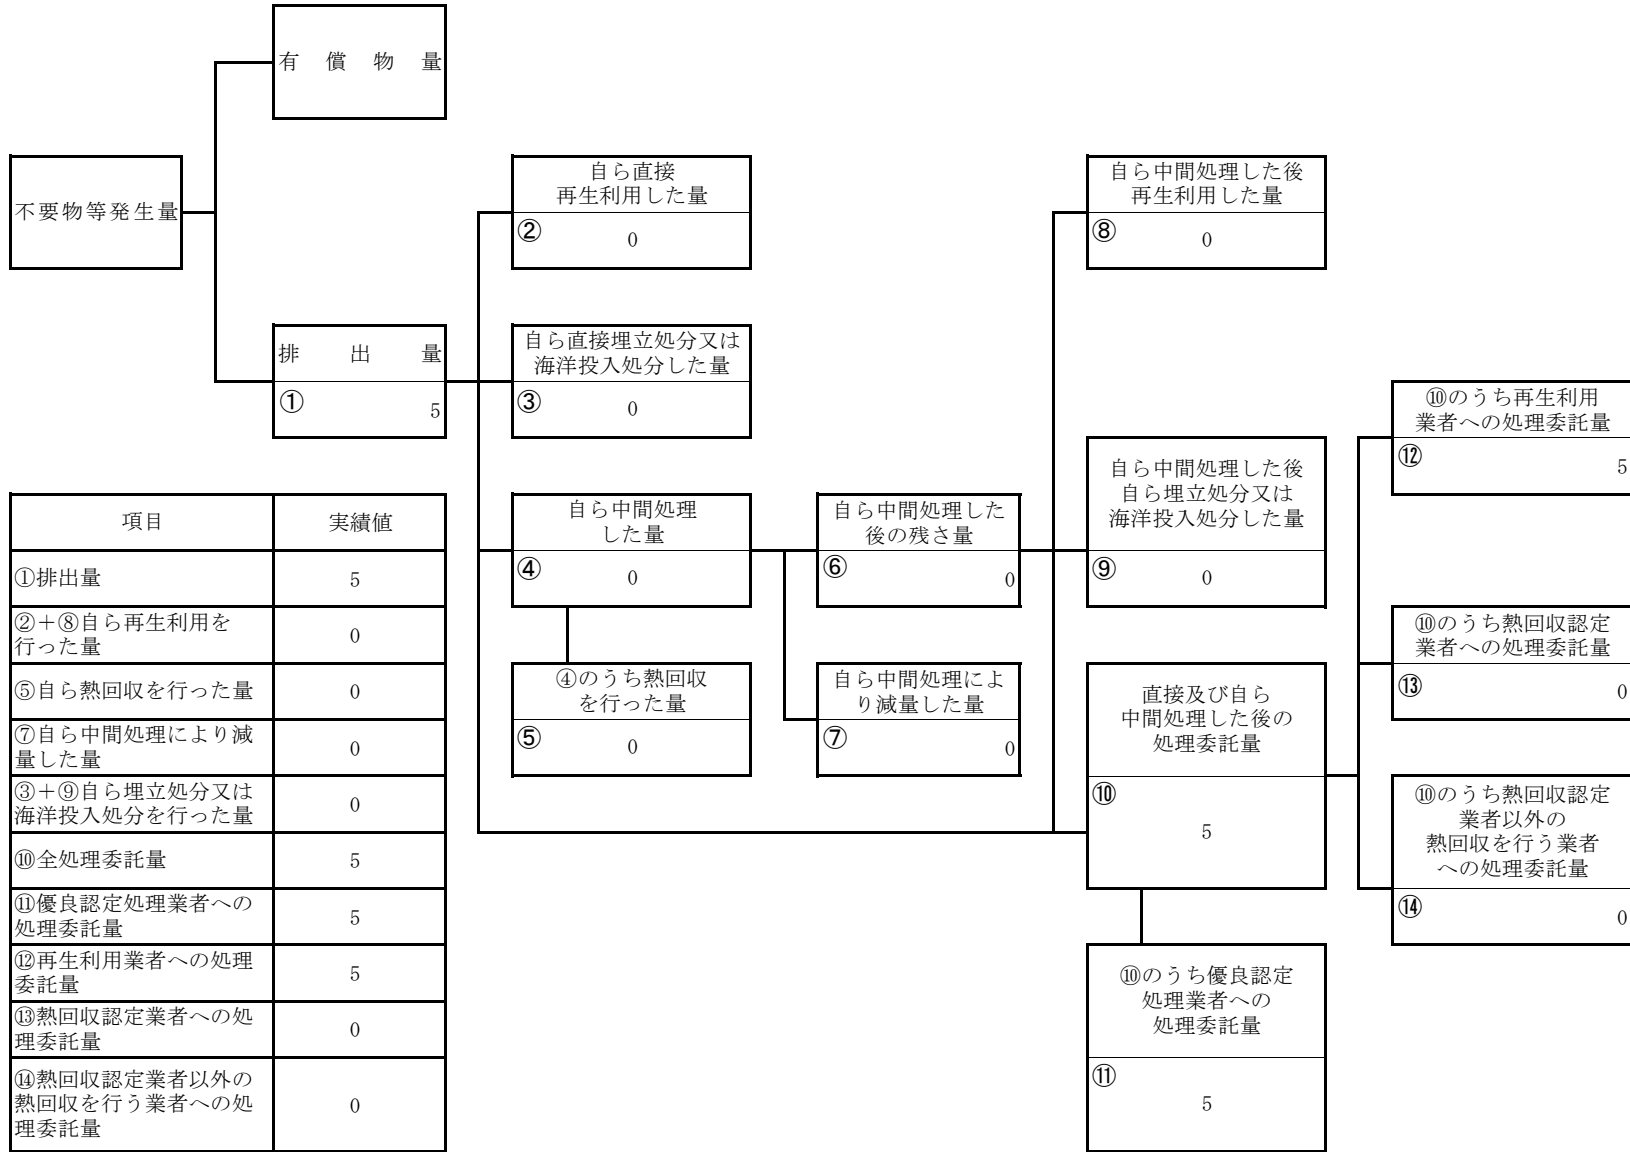 有償物量
不要物等発生量
排出量
① 5
自ら直接
再生利用した量
② 0
自ら直接埋立処分又は
海洋投入処分した量
③ 0
自ら中間処理
した量
④ 0
④のうち熱回収
を行った量
⑤ 0
自ら中間処理した
後の残さ量
⑥ 0
自ら中間処理によ
り減量した量
⑦ 0
自ら中間処理した後
再生利用した量
⑧ 0
自ら中間処理した後
自ら埋立処分又は
海洋投入処分した量
⑨ 0
直接及び自ら
中間処理した後の
処理委託量
⑩
5
⑩のうち優良認定
処理業者への
処理委託量
⑪
5
⑩のうち再生利用
業者への処理委託量
⑫ 5
⑩のうち熱回収認定
業者への処理委託量
⑬ 0
⑩のうち熱回収認定
業者以外の
熱回収を行う業者
への処理委託量
⑭ 0
項目 実績値
①排出量 5
②＋⑧自ら再生利用を
行った量 0
⑤自ら熱回収を行った量 0
⑦自ら中間処理により減
量した量 0
③＋⑨自ら埋立処分又は
海洋投入処分を行った量 0
⑩全処理委託量 5
⑪優良認定処理業者への
処理委託量 5
⑫再生利用業者への処理
委託量 5
⑬熱回収認定業者への処
理委託量 0
⑭熱回収認定業者以外の
熱回収を行う業者への処
理委託量 0